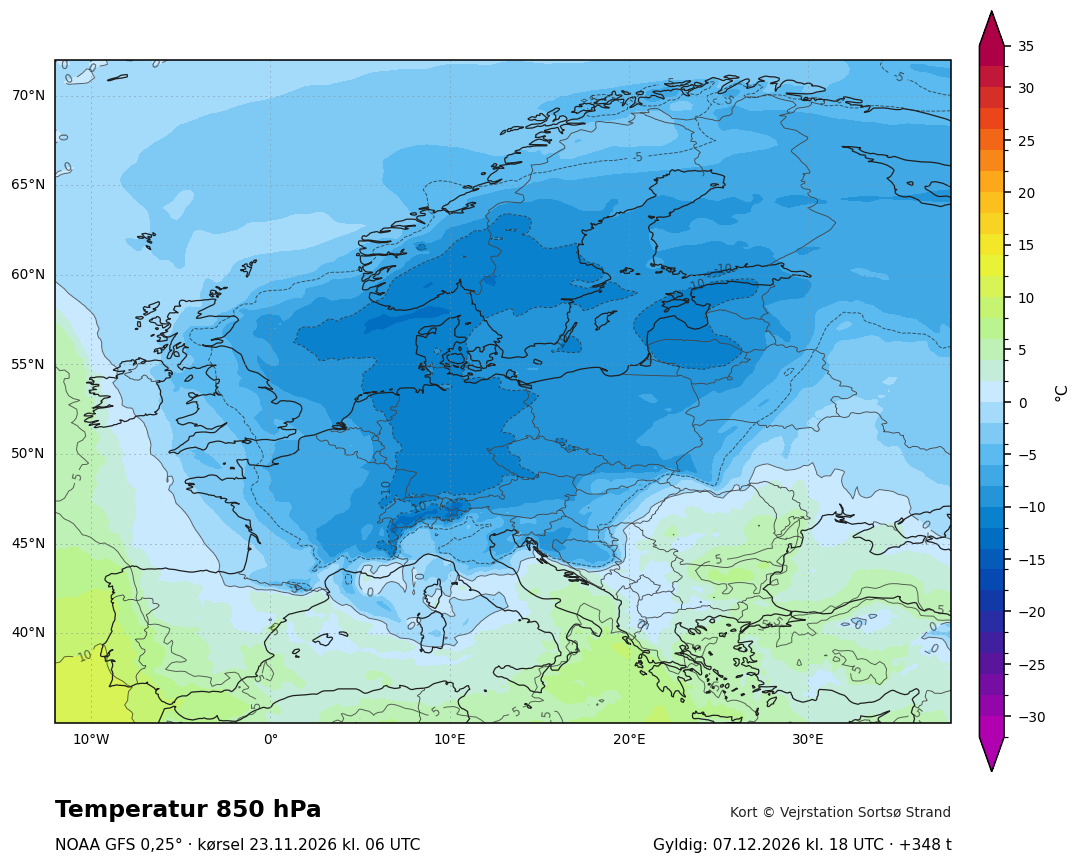 70°N
65°N
60°N
55°N
50°N
45°N
40°N
10°W 0° 10°E 20°E 30°E
35
30
25
20
15
10
5
0
−5
−10
−15
−20
−25
−30
°C
Temperatur 850 hPa
Kort © Vejrstation Sortsø Strand
NOAA GFS 0,25° · kørsel 23.11.2026 kl. 06 UTC
Gyldig: 07.12.2026 kl. 18 UTC · +348 t